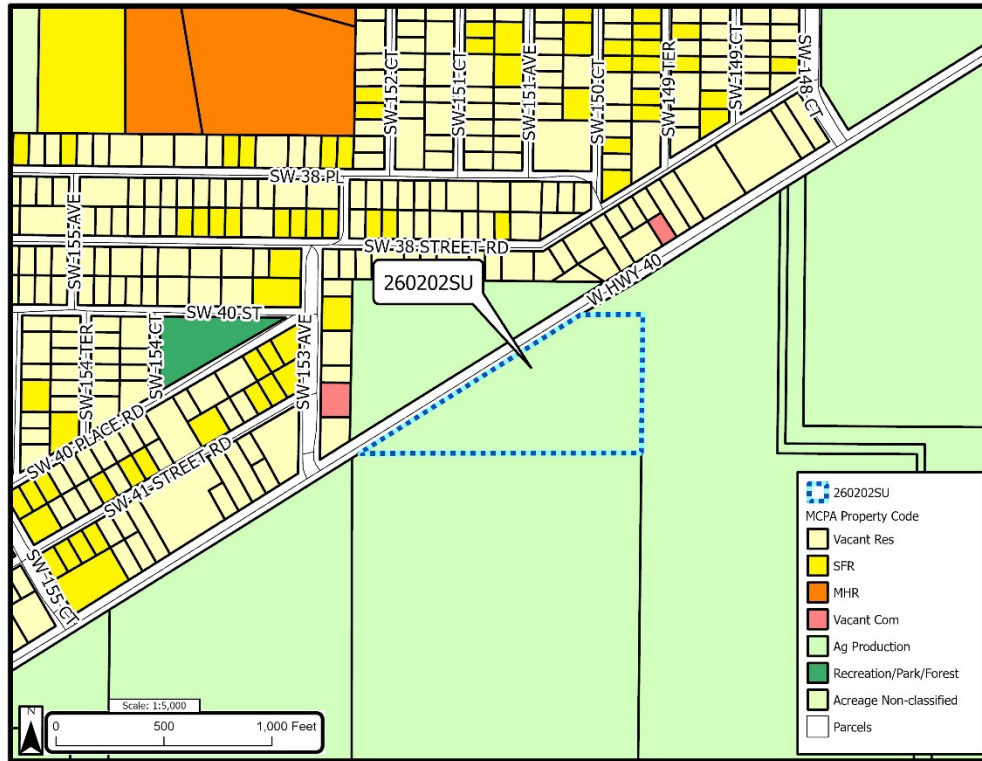 SW 152 CT
SW 151 CT
SW 151 AVE
SW 150 CT
SW 149 TER
SW 149 CT
SW 148 CT
SW 38 PL
SW 155 AVE
SW 38 STREET RD
260202SU
W HWY 40
SW 40 ST
SW 154 TER
SW 154 CT
SW 153 AVE
SW 40 PLACE RD
SW 41 STREET RD
SW 155 CT
260202SU
MCPA Property Code
Vacant Res
SFR
MHR
Vacant Com
Ag Production
Recreation/Park/Forest
Acreage Non-classified
Parcels
N
Scale: 1:5,000
0 500 1,000 Feet